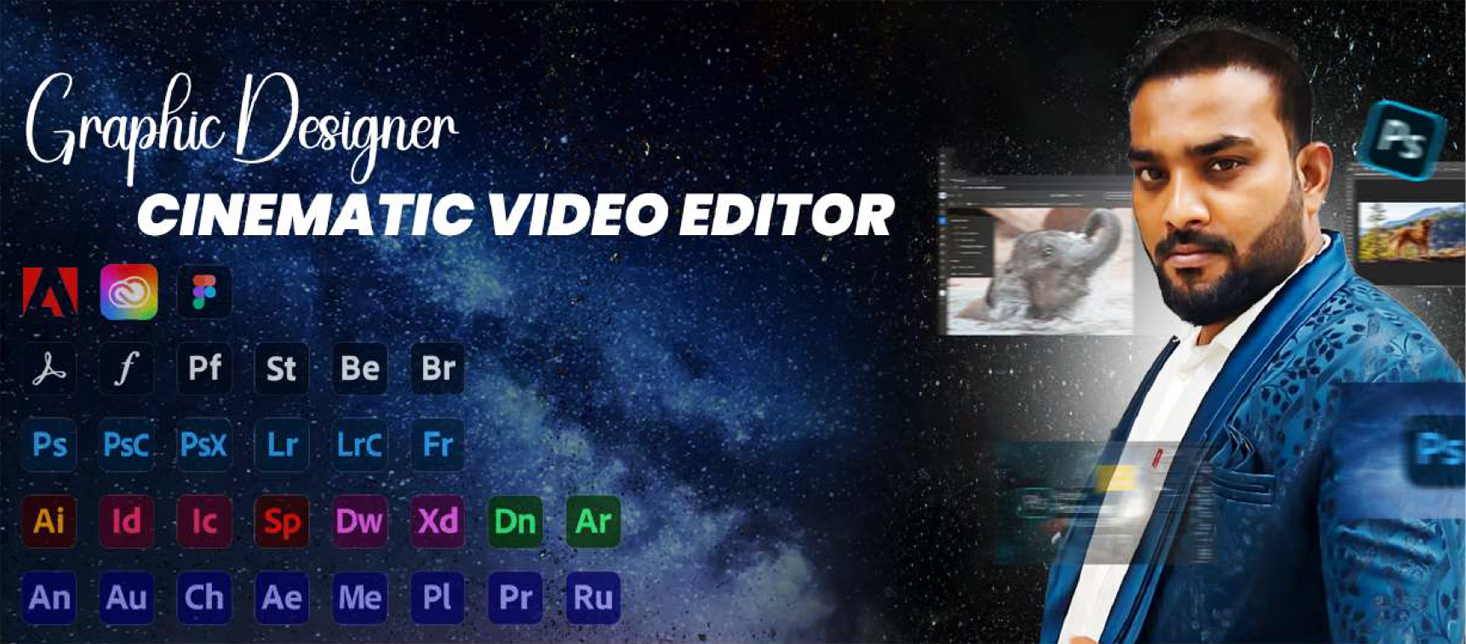 Graphic Designer
CINEMATIC VIDEO EDITOR
Pf St Be Br
Ps PsC PsX Lr LrC Fr
Ai Id Ic Sp Dw Xd Dn Ar
An Au Ch Ae Me Pl Pr Ru
Ps
Ps